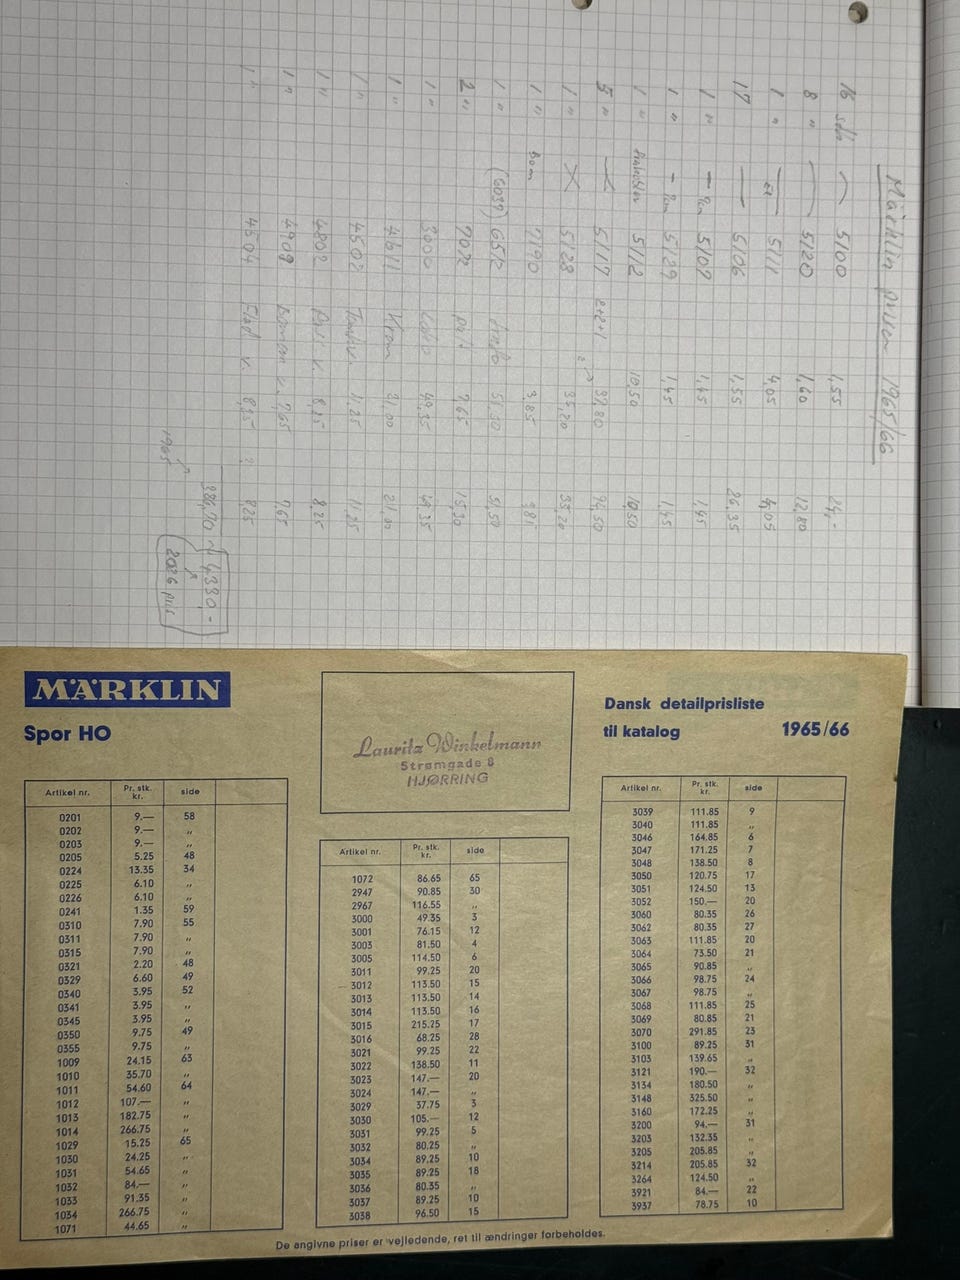 Märklin priser 1965/66
16 stk 5100 1,55 24,-
8 " 5120 1,60 12,80
1 " 5111 4,05 4,05
17 5106 1,55 26,35
1 " 5107 1,45 1,45
1 " 5129 1,45 1,45
1 " 5112 10,50 10,50
5 " 5117 2+2+1 94,50
1 " 5128 35,20 35,20
1 " Bom 7190 3,85 3,85
1 " (6039) 6512 51,50 51,50
2 " 7072 7,65 15,30
1 " 3000 Loko 49,35 49,35
1 " 4611 Kran 21,00 21,00
1 " 4502 11,25 11,25
1 " 4802 8,25 8,25
1 " Banan v. 7,65 7,65
1 " 4504 Flad v. 8,25 ? 8,25
~ 4330,-
1965 2026 pris
MÄRKLIN
Spor HO
Artikel nr. Pr. stk. kr. side
0201 9.— 58
0202 9.— "
0203 9.— "
0205 5.25 48
0224 13.35 34
0225 6.10 "
0226 6.10 "
0241 1.35 59
0310 7.90 55
0311 7.90 "
0315 7.90 "
0321 2.20 48
0329 6.60 49
0340 3.95 52
0341 3.95 "
0345 3.95 "
0350 9.75 49
0355 9.75 "
1009 24.15 63
1010 35.70 "
1011 54.60 64
1012 107.— "
1013 182.75 "
1014 266.75 "
1029 15.25 65
1030 24.25 "
1031 54.65 "
1032 84.— "
1033 91.35 "
1034 266.75 "
1071 44.65 "
Lauritz Winkelmann
Strømgade 8
HJØRRING
Artikel nr. Pr. stk. kr. side
1072 86.65 65
2947 90.85 30
2967 116.55 "
3000 49.35 3
3001 76.15 12
3003 81.50 4
3005 114.50 6
3011 99.25 20
3012 113.50 15
3013 113.50 14
3014 113.50 16
3015 215.25 17
3016 68.25 28
3021 99.25 22
3022 138.50 11
3023 147.— 20
3024 147.— "
3029 37.75 3
3030 105.— 12
3031 99.25 5
3032 80.25 "
3034 89.25 10
3035 89.25 18
3036 80.35 "
3037 89.25 10
3038 96.50 15
Dansk detailprisliste
til katalog 1965/66
Artikel nr. Pr. stk. kr. side
3039 111.85 9
3040 111.85 "
3046 164.85 6
3047 171.25 7
3048 138.50 8
3050 120.75 17
3051 124.50 13
3052 150.— 20
3060 80.35 26
3062 80.35 27
3063 111.85 20
3064 73.50 21
3065 90.85 "
3066 98.75 24
3067 98.75 "
3068 111.85 25
3069 80.85 21
3070 291.85 23
3100 89.25 31
3103 139.65 "
3121 190.— 32
3134 180.50 "
3148 325.50 "
3160 172.25 "
3200 94.— 31
3203 132.35 "
3205 205.85 "
3214 205.85 32
3264 124.50 "
3921 84.— 22
3937 78.75 10
De angivne priser er vejledende, ret til ændringer forbeholdes.